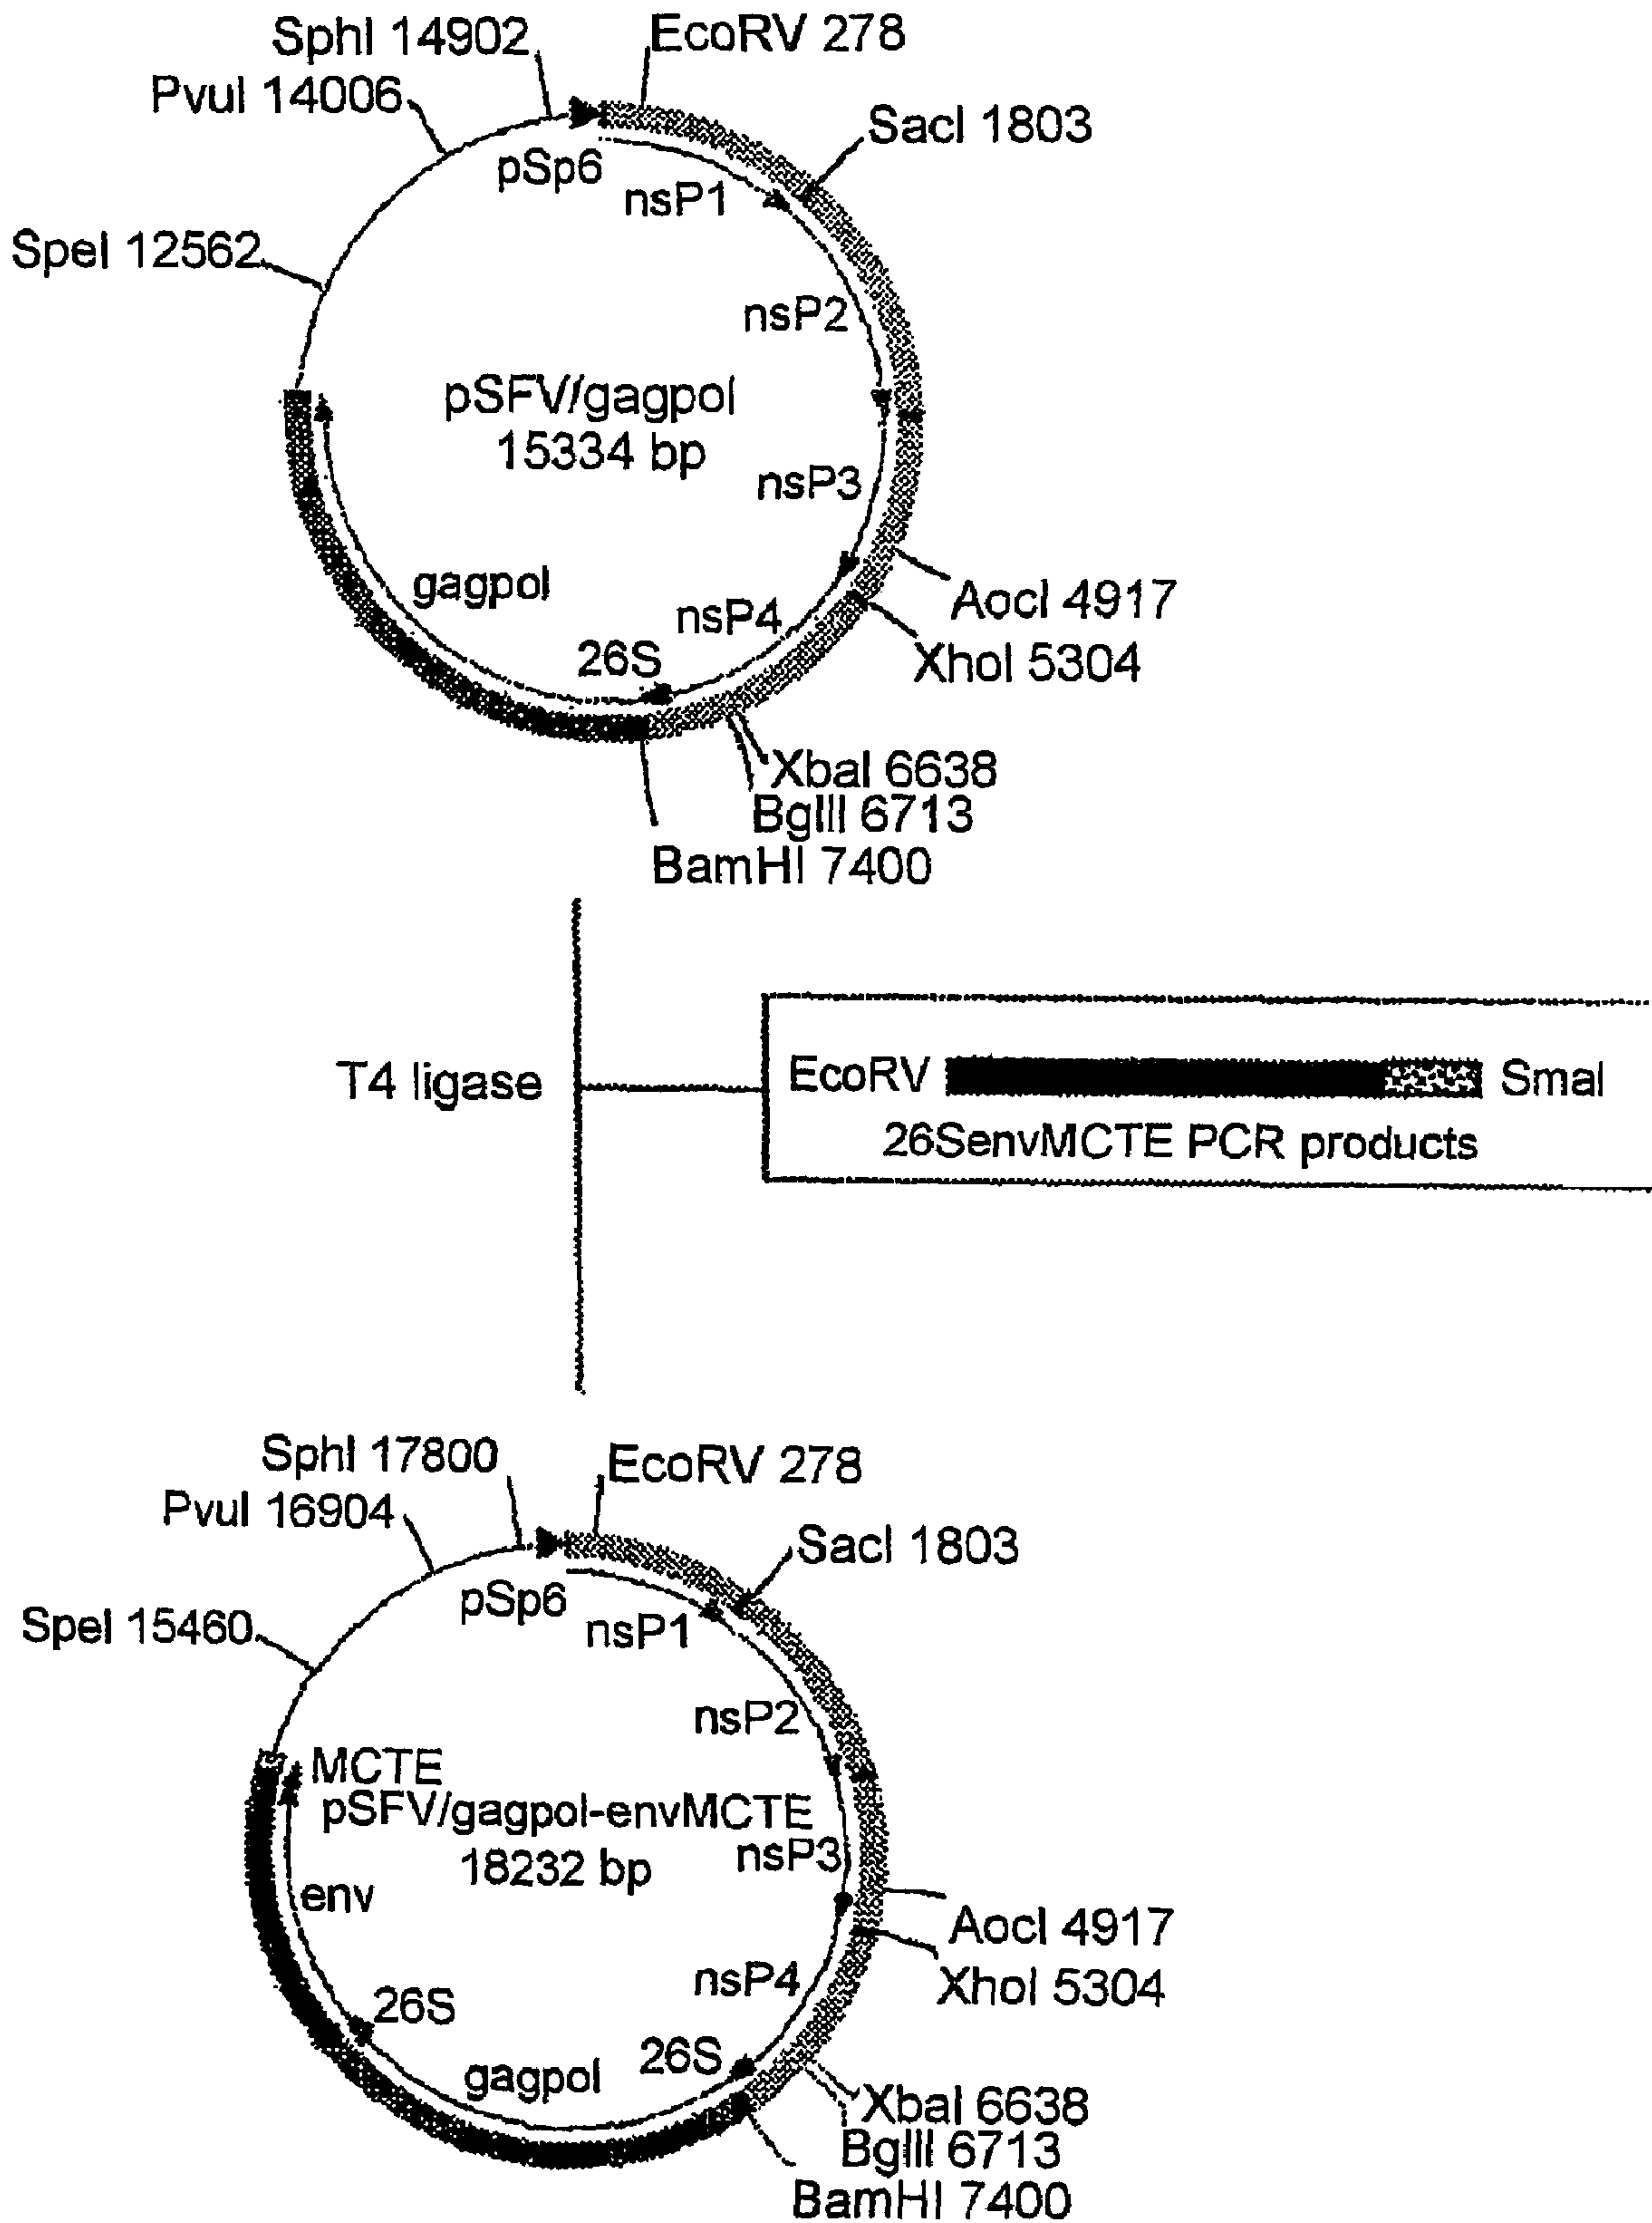 SphI 14902
EcoRV 278
PvuI 14006
SacI 1803
pSp6
nsP1
SpeI 12562
nsP2
pSFV/gagpol
15334 bp
nsP3
gagpol
AocI 4917
nsP4
26S
XhoI 5304
XbaI 6638
BglII 6713
BamHI 7400
T4 ligase
EcoRV
SmaI
26SenvMCTE PCR products
SphI 17800
EcoRV 278
PvuI 16904
SacI 1803
pSp6
nsP1
SpeI 15460
nsP2
MCTE
pSFV/gagpol-envMCTE
nsP3
18232 bp
env
AocI 4917
nsP4
XhoI 5304
26S
26S
gagpol
XbaI 6638
BglII 6713
BamHI 7400